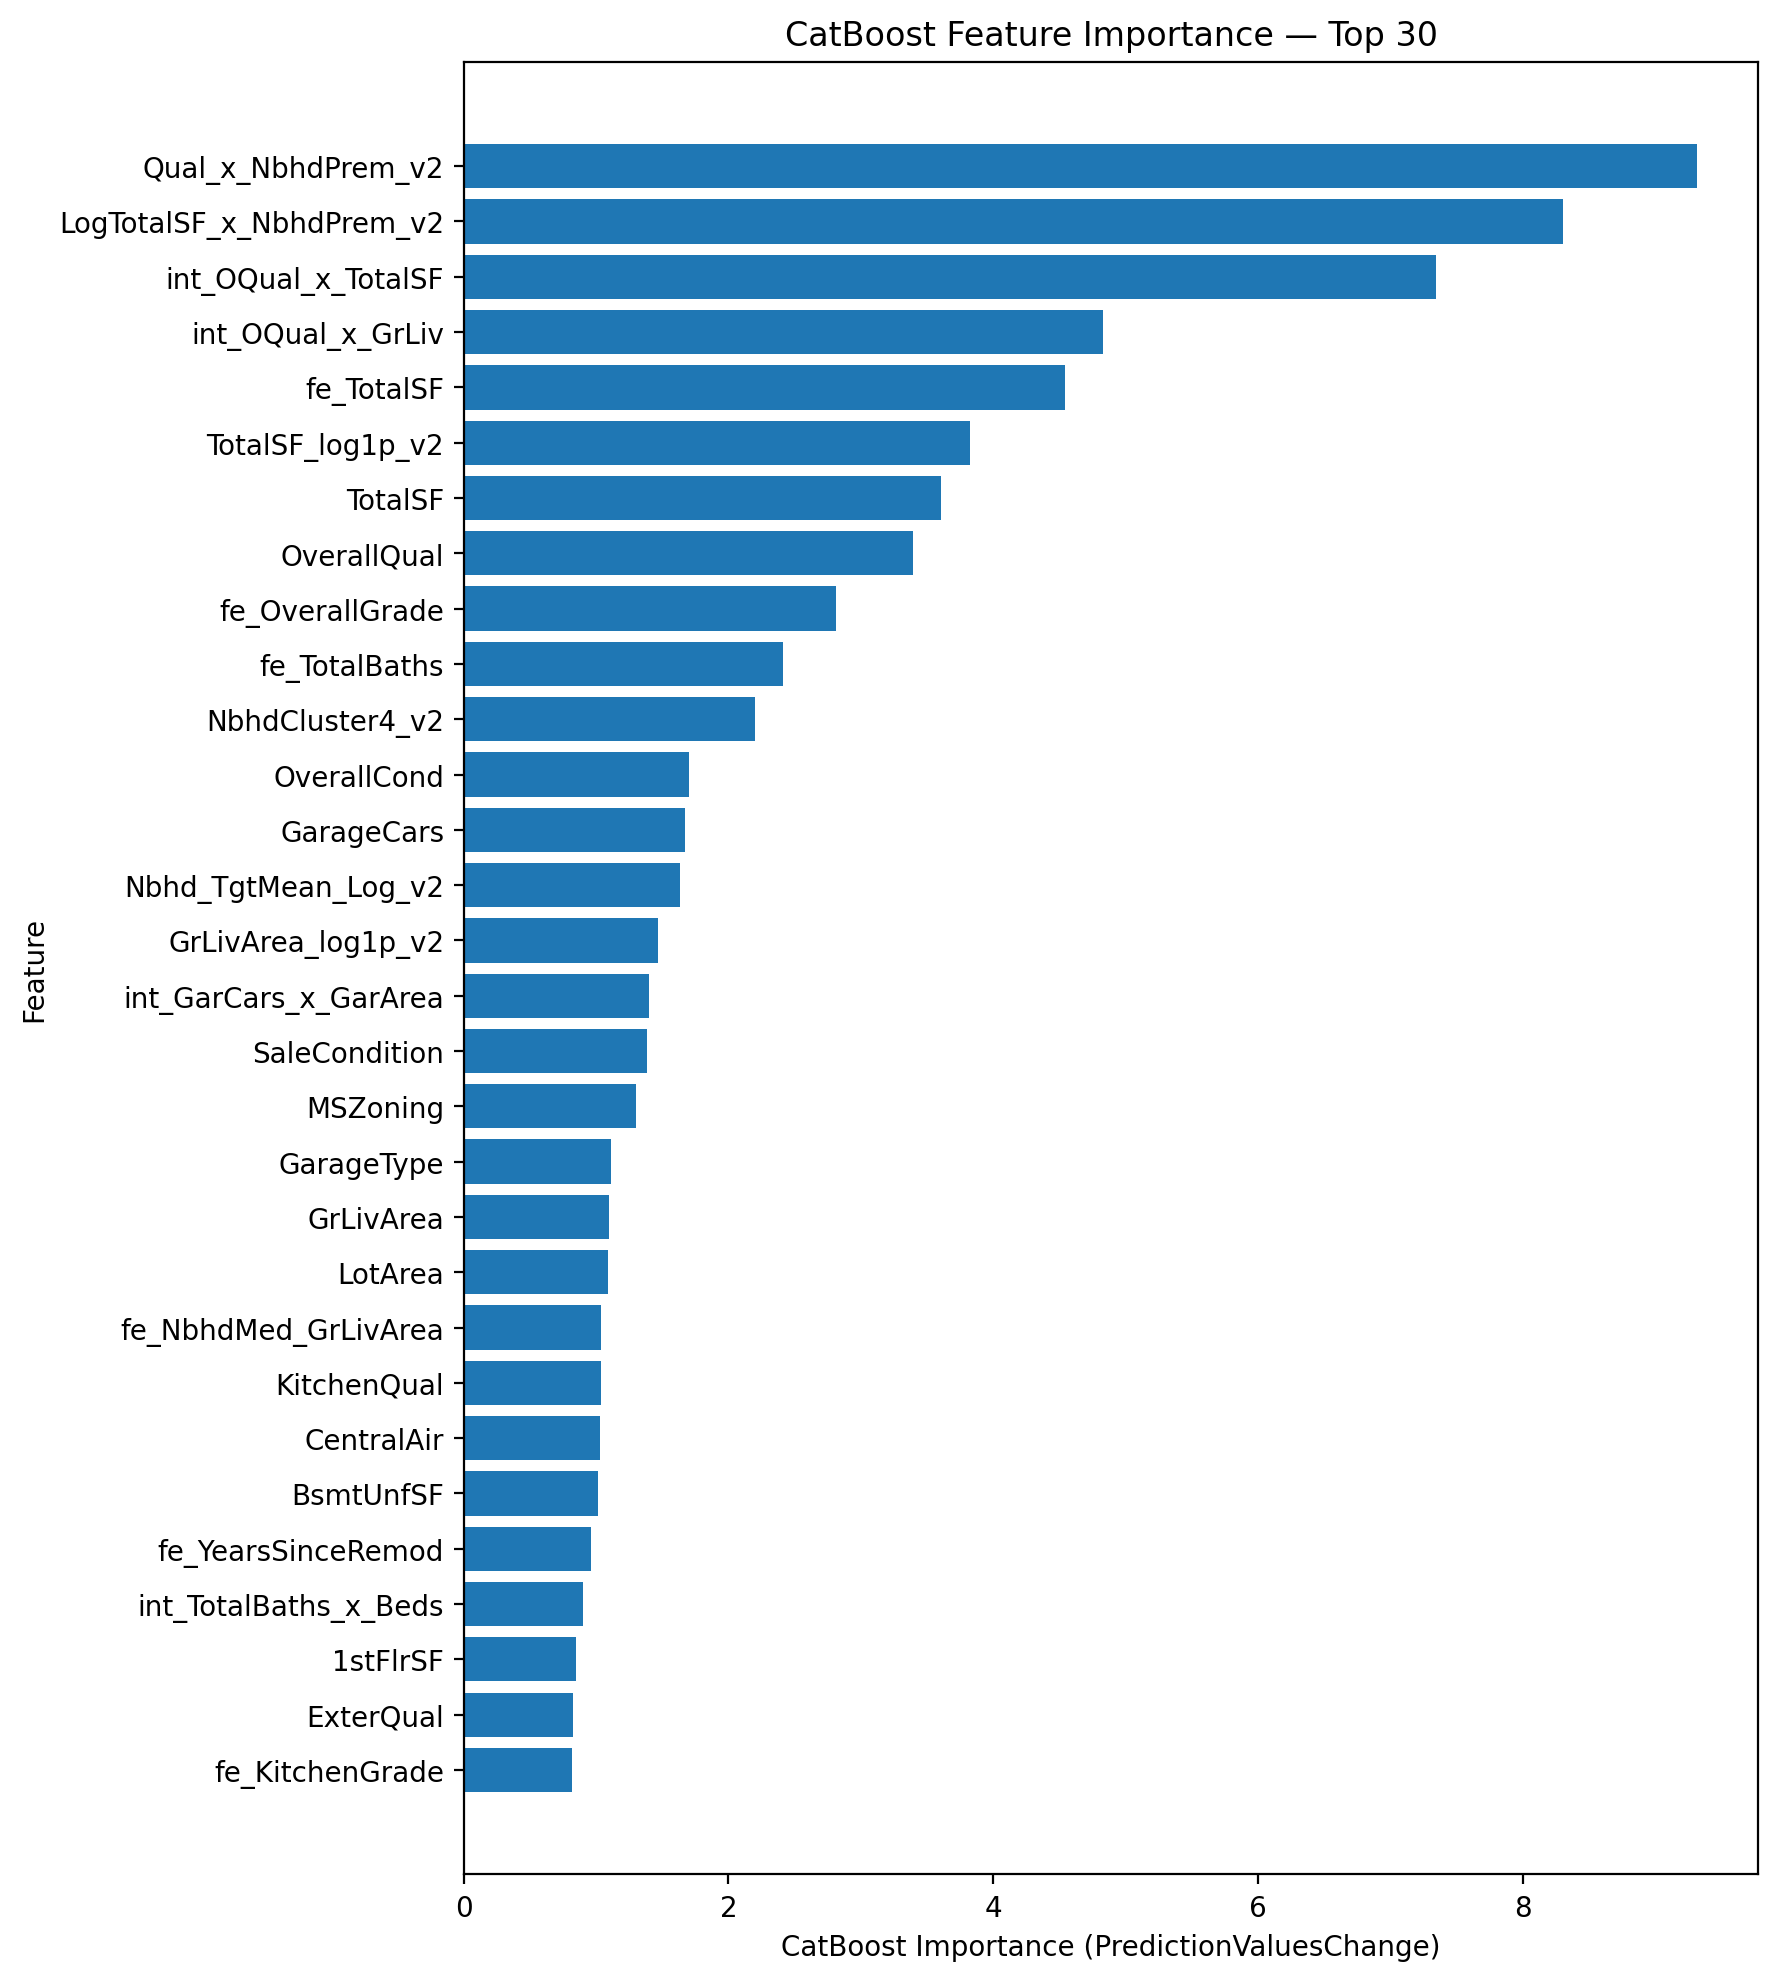 CatBoost Feature Importance — Top 30
Qual_x_NbhdPrem_v2
LogTotalSF_x_NbhdPrem_v2
int_OQual_x_TotalSF
int_OQual_x_GrLiv
fe_TotalSF
TotalSF_log1p_v2
TotalSF
OverallQual
fe_OverallGrade
fe_TotalBaths
NbhdCluster4_v2
OverallCond
GarageCars
Nbhd_TgtMean_Log_v2
GrLivArea_log1p_v2
int_GarCars_x_GarArea
SaleCondition
MSZoning
GarageType
GrLivArea
LotArea
fe_NbhdMed_GrLivArea
KitchenQual
CentralAir
BsmtUnfSF
fe_YearsSinceRemod
int_TotalBaths_x_Beds
1stFlrSF
ExterQual
fe_KitchenGrade
Feature
0 2 4 6 8
CatBoost Importance (PredictionValuesChange)